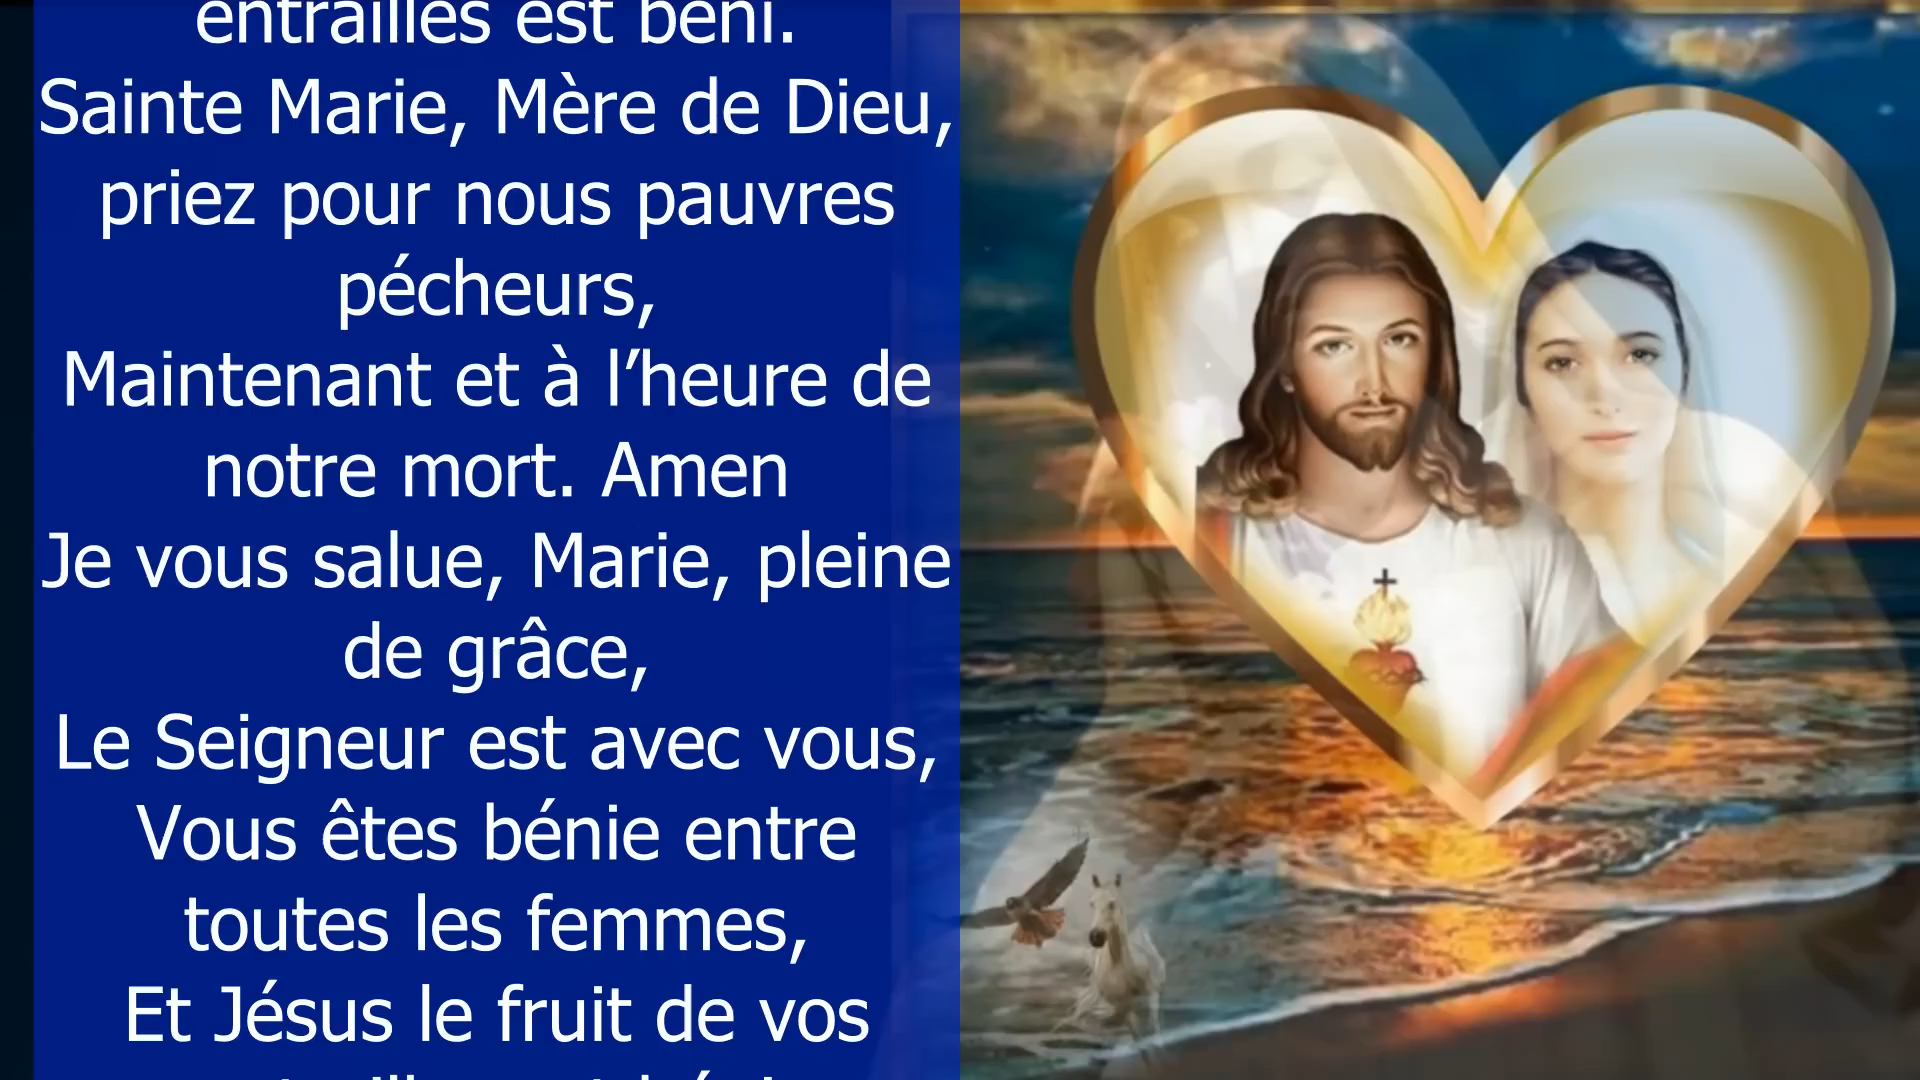 entrailles est béni.
Sainte Marie, Mère de Dieu,
priez pour nous pauvres
pécheurs,
Maintenant et à l’heure de
notre mort. Amen
Je vous salue, Marie, pleine
de grâce,
Le Seigneur est avec vous,
Vous êtes bénie entre
toutes les femmes,
Et Jésus le fruit de vos